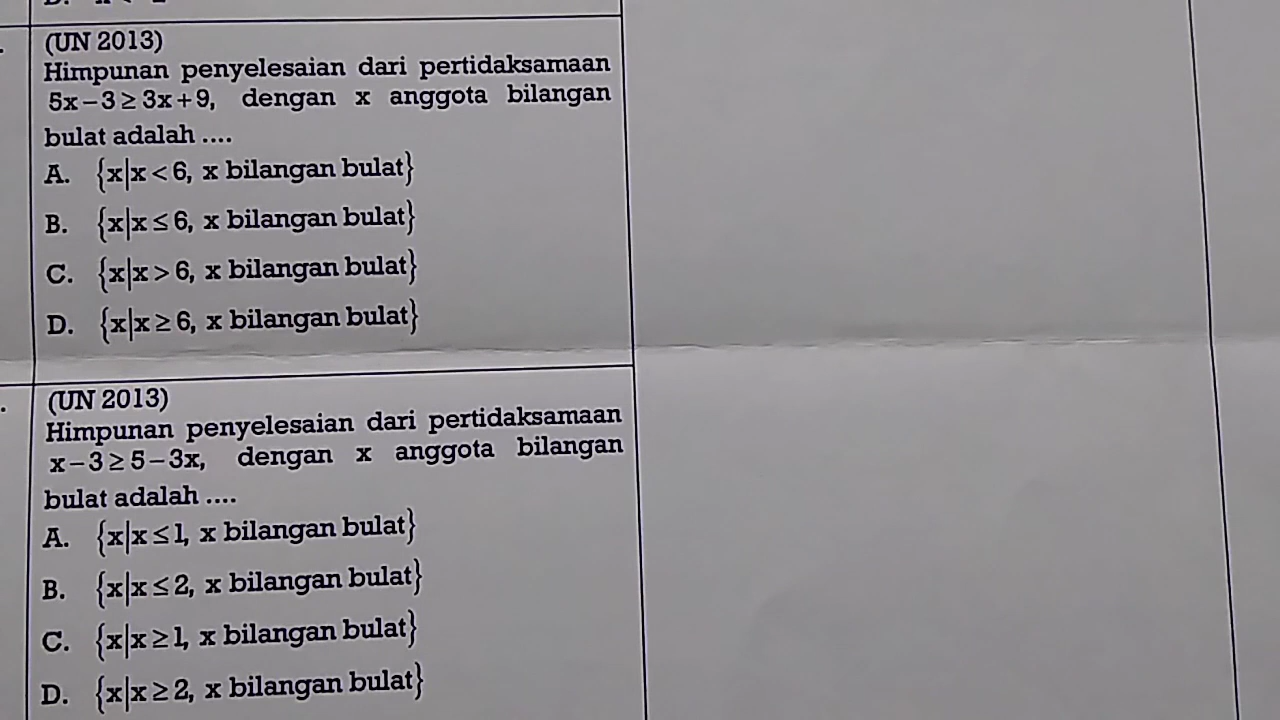 (UN 2013)
Himpunan penyelesaian dari pertidaksamaan
5x – 3 ≥ 3x + 9, dengan x anggota bilangan
bulat adalah ....
A. {x|x < 6, x bilangan bulat}
B. {x|x ≤ 6, x bilangan bulat}
C. {x|x > 6, x bilangan bulat}
D. {x|x ≥ 6, x bilangan bulat}
(UN 2013)
Himpunan penyelesaian dari pertidaksamaan
x – 3 ≥ 5 – 3x, dengan x anggota bilangan
bulat adalah ....
A. {x|x ≤ 1, x bilangan bulat}
B. {x|x ≤ 2, x bilangan bulat}
C. {x|x ≥ 1, x bilangan bulat}
D. {x|x ≥ 2, x bilangan bulat}